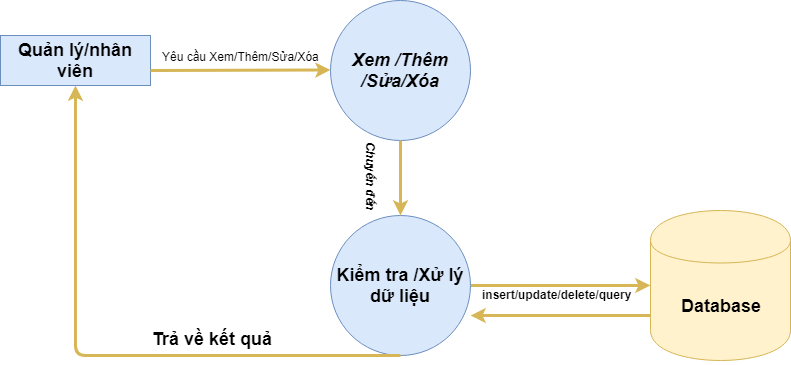 Quản lý/nhân
viên
Yêu cầu Xem/Thêm/Sửa/Xóa
Xem /Thêm
/Sửa/Xóa
Chuyển đến
Kiểm tra /Xử lý
dữ liệu
insert/update/delete/query
Database
Trả về kết quả